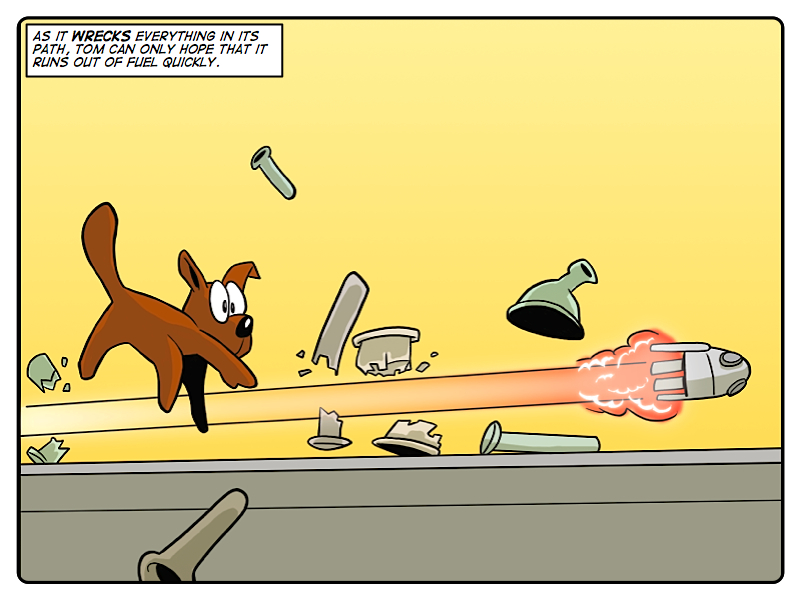 AS IT WRECKS EVERYTHING IN ITS
PATH, TOM CAN ONLY HOPE THAT IT
RUNS OUT OF FUEL QUICKLY.